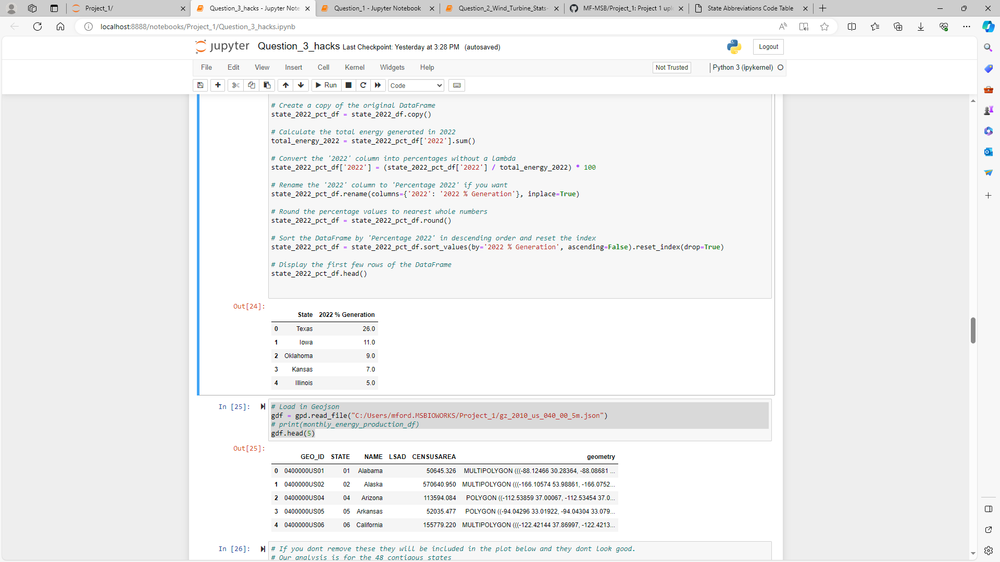 Project_1/
Question_3_hacks - Jupyter Note
Question_1 - Jupyter Notebook
Question_2_Wind_Turbine_Stats-
MF-MSB/Project_1: Project 1 upl
State Abbreviations Code Table
localhost:8888/notebooks/Project_1/Question_3_hacks.ipynb
jupyter Question_3_hacks Last Checkpoint: Yesterday at 3:28 PM (autosaved)
Logout
File Edit View Insert Cell Kernel Widgets Help
Not Trusted
Python 3 (ipykernel)
Run
Code
# Create a copy of the original DataFrame
state_2022_pct_df = state_2022_df.copy()
# Calculate the total energy generated in 2022
total_energy_2022 = state_2022_pct_df['2022'].sum()
# Convert the '2022' column into percentages without a lambda
state_2022_pct_df['2022'] = (state_2022_pct_df['2022'] / total_energy_2022) * 100
# Rename the '2022' column to 'Percentage 2022' if you want
state_2022_pct_df.rename(columns={'2022': '2022 % Generation'}, inplace=True)
# Round the percentage values to nearest whole numbers
state_2022_pct_df = state_2022_pct_df.round()
# Sort the DataFrame by 'Percentage 2022' in descending order and reset the index
state_2022_pct_df = state_2022_pct_df.sort_values(by='2022 % Generation', ascending=False).reset_index(drop=True)
# Display the first few rows of the DataFrame
state_2022_pct_df.head()
Out[24]:
State 2022 % Generation
0 Texas 26.0
1 Iowa 11.0
2 Oklahoma 9.0
3 Kansas 7.0
4 Illinois 5.0
In [25]:
# Load in Geojson
gdf = gpd.read_file("C:/Users/mford.MSBIOWORKS/Project_1/gz_2010_us_040_00_5m.json")
# print(monthly_energy_production_df)
gdf.head(5)
Out[25]:
GEO_ID STATE NAME LSAD CENSUSAREA geometry
0 0400000US01 01 Alabama 50645.326 MULTIPOLYGON (((-88.12466 30.28364, -88.08681 ...
1 0400000US02 02 Alaska 570640.950 MULTIPOLYGON (((-166.10574 53.98861, -166.0752...
2 0400000US04 04 Arizona 113594.084 POLYGON ((-112.53859 37.00067, -112.53454 37.0...
3 0400000US05 05 Arkansas 52035.477 POLYGON ((-94.04296 33.01922, -94.04304 33.079...
4 0400000US06 06 California 155779.220 MULTIPOLYGON (((-122.42144 37.86997, -122.4213...
In [26]:
# If you dont remove these they will be included in the plot below and they dont look good.
# Our analysis is for the 48 contigous states